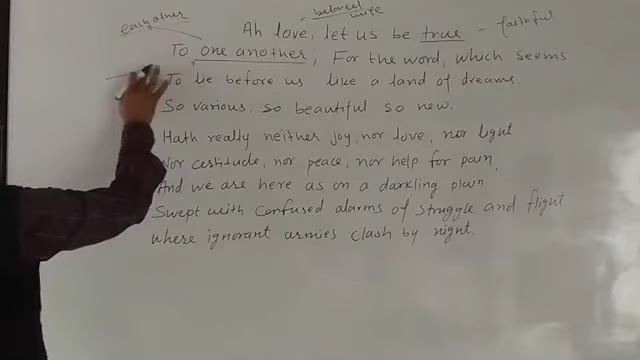 beloved wife
each other
Ah love, let us be true - faithful
To one another, For the word, which seems
To lie before us like a land of dreams.
So various, so beautiful so new.
Hath really neither joy, nor love, nor light
Nor cestitude, nor peace, nor help for pain,
And we are here as on a darkling plain
Swept with confused alarms of struggle and flight
where ignorant armies clash by night.